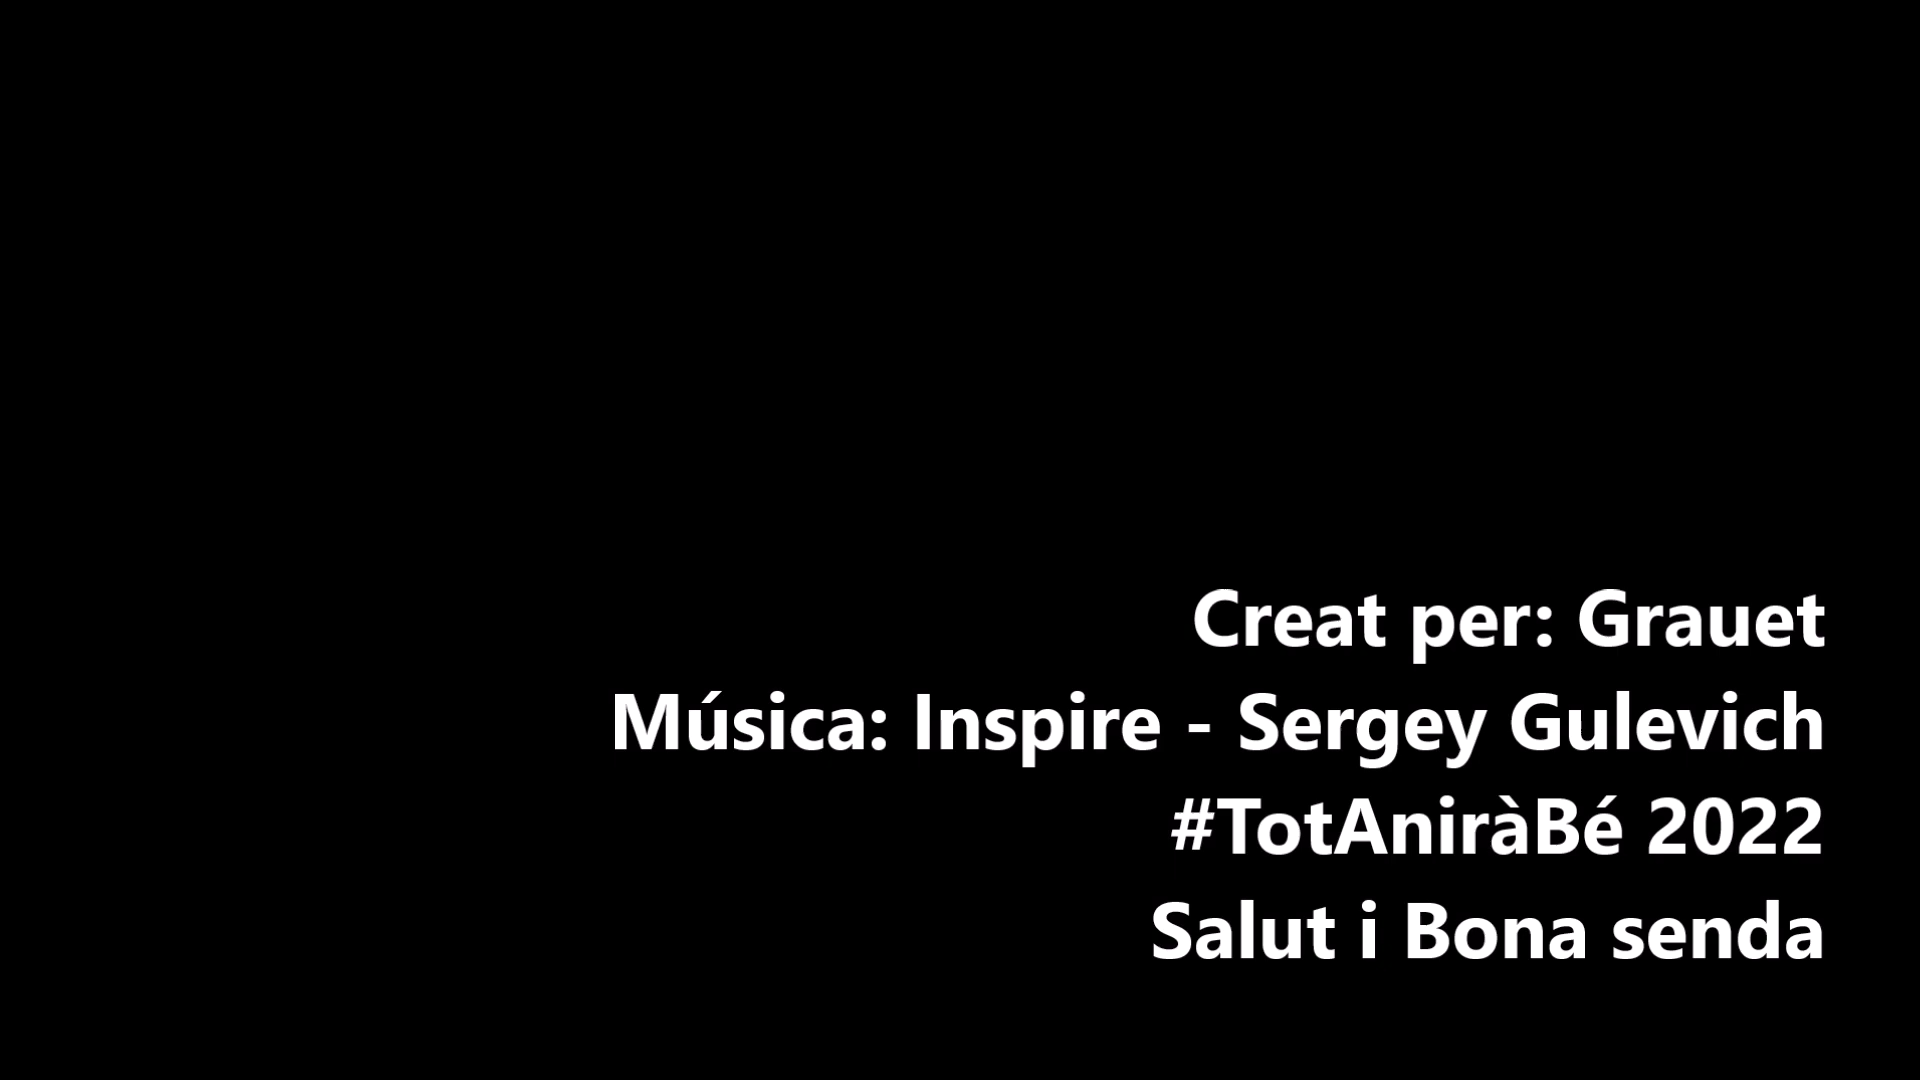 Creat per: Grauet
Música: Inspire - Sergey Gulevich
#TotAniràBé 2022
Salut i Bona senda